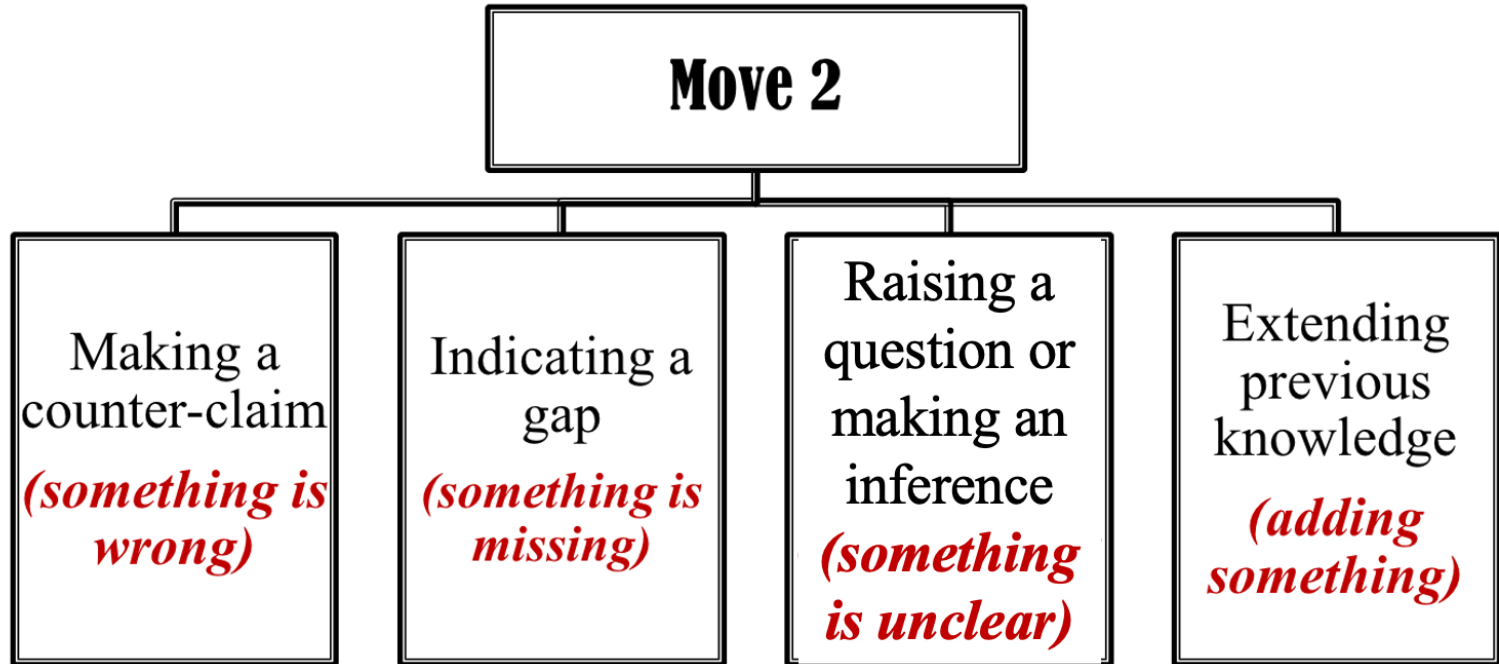 Move 2
Making a
counter-claim
(something is
wrong)
Indicating a
gap
(something is
missing)
Raising a
question or
making an
inference
(something
is unclear)
Extending
previous
knowledge
(adding
something)